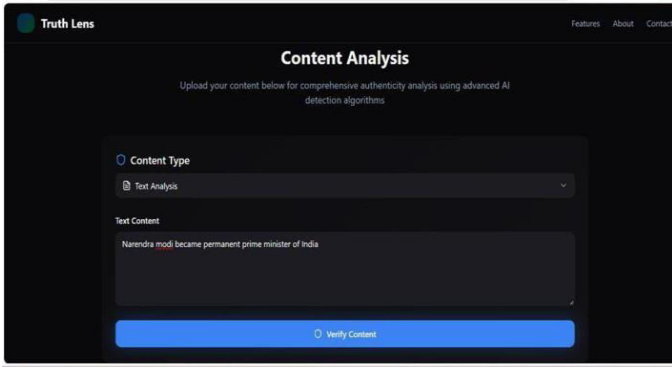 Truth Lens
Features About Contact
Content Analysis
Upload your content below for comprehensive authenticity analysis using advanced AI
detection algorithms
Content Type
Text Analysis
Text Content
Narendra modi became permanent prime minister of India
Verify Content